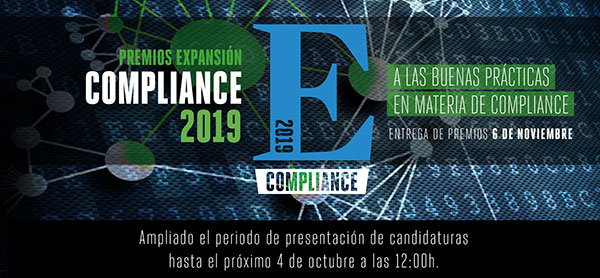 PREMIOS EXPANSIÓN
COMPLIANCE
2019
E
2019
COMPLIANCE
A LAS BUENAS PRÁCTICAS
EN MATERIA DE COMPLIANCE
ENTREGA DE PREMIOS 6 DE NOVIEMBRE
Ampliado el periodo de presentación de candidaturas
hasta el próximo 4 de octubre a las 12:00h.